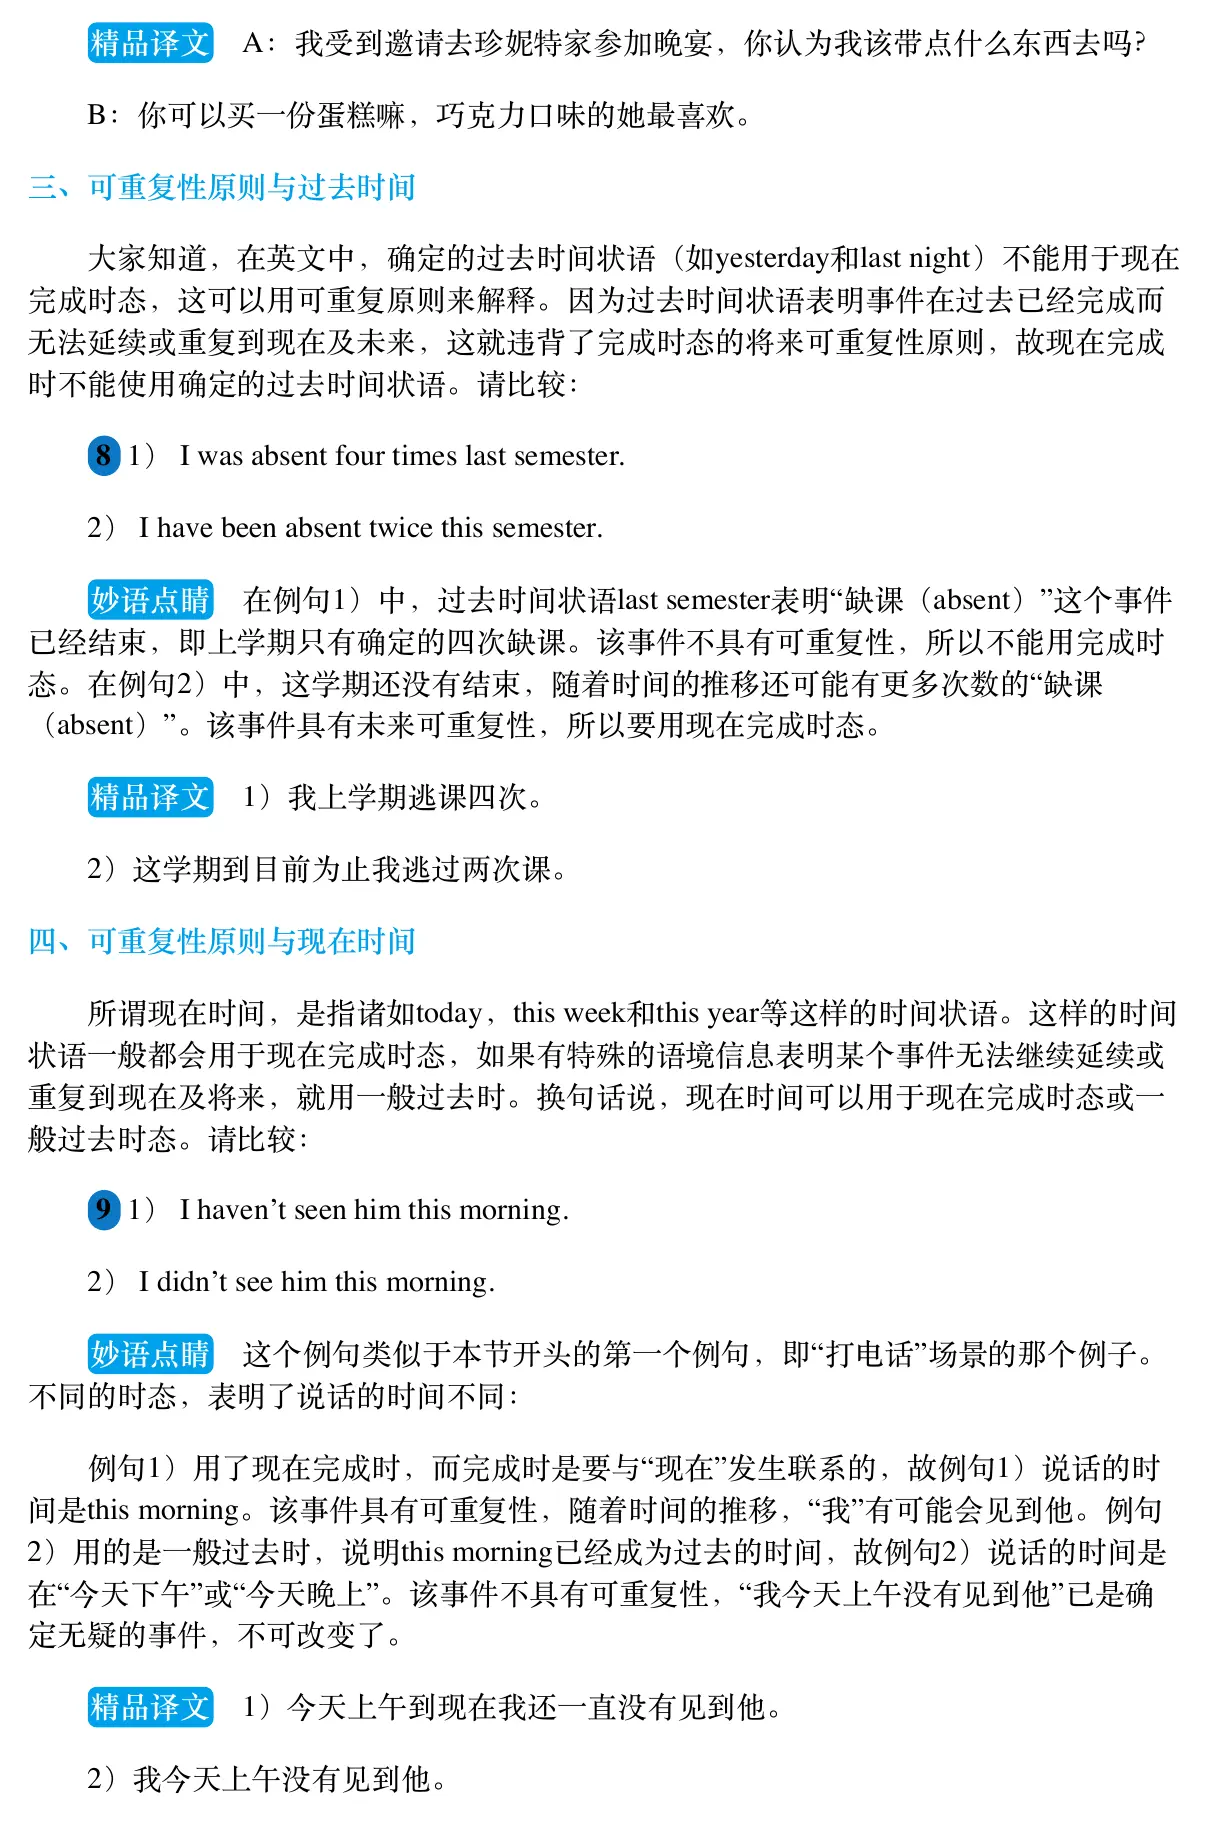 精品译文 A：我受到邀请去珍妮特家参加晚宴，你认为我该带点什么东西去吗？
B：你可以买一份蛋糕嘛，巧克力口味的她最喜欢。
三、可重复性原则与过去时间
大家知道，在英文中，确定的过去时间状语（如yesterday和last night）不能用于现在
完成时态，这可以用可重复原则来解释。因为过去时间状语表明事件在过去已经完成而
无法延续或重复到现在及未来，这就违背了完成时态的将来可重复性原则，故现在完成
时不能使用确定的过去时间状语。请比较：
8 1） I was absent four times last semester.
2） I have been absent twice this semester.
妙语点睛 在例句1）中，过去时间状语last semester表明“缺课（absent）”这个事件
已经结束，即上学期只有确定的四次缺课。该事件不具有可重复性，所以不能用完成时
态。在例句2）中，这学期还没有结束，随着时间的推移还可能有更多次数的“缺课
（absent）”。该事件具有未来可重复性，所以要用现在完成时态。
精品译文 1）我上学期逃课四次。
2）这学期到目前为止我逃过两次课。
四、可重复性原则与现在时间
所谓现在时间，是指诸如today，this week和this year等这样的时间状语。这样的时间
状语一般都会用于现在完成时态，如果有特殊的语境信息表明某个事件无法继续延续或
重复到现在及将来，就用一般过去时。换句话说，现在时间可以用于现在完成时态或一
般过去时态。请比较：
9 1） I haven’t seen him this morning.
2） I didn’t see him this morning.
妙语点睛 这个例句类似于本节开头的第一个例句，即“打电话”场景的那个例子。
不同的时态，表明了说话的时间不同：
例句1）用了现在完成时，而完成时是要与“现在”发生联系的，故例句1）说话的时
间是this morning。该事件具有可重复性，随着时间的推移，“我”有可能会见到他。例句
2）用的是一般过去时，说明this morning已经成为过去的时间，故例句2）说话的时间是
在“今天下午”或“今天晚上”。该事件不具有可重复性，“我今天上午没有见到他”已是确
定无疑的事件，不可改变了。
精品译文 1）今天上午到现在我还一直没有见到他。
2）我今天上午没有见到他。